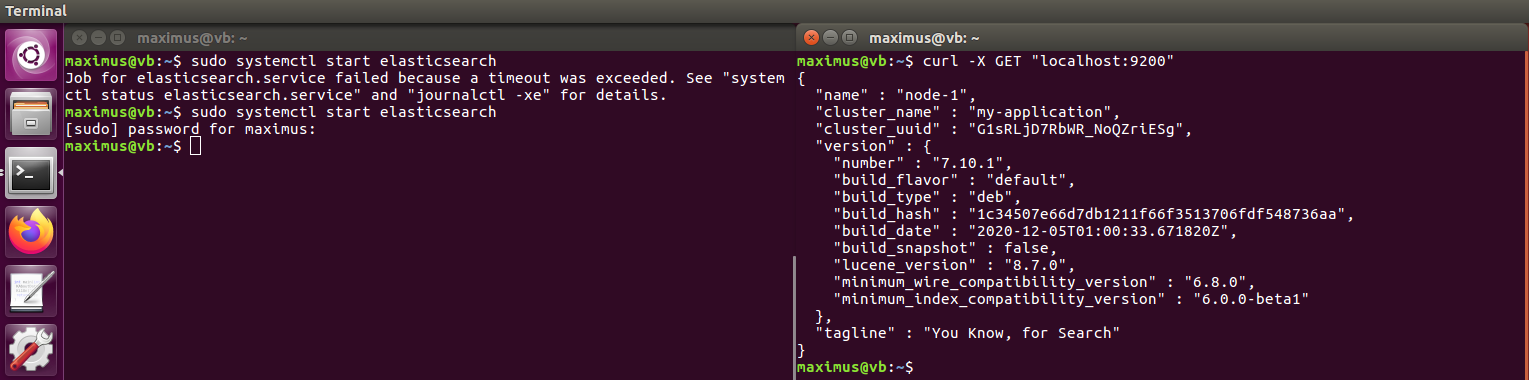 Terminal
maximus@vb: ~
maximus@vb:~$ sudo systemctl start elasticsearch
Job for elasticsearch.service failed because a timeout was exceeded. See "system
ctl status elasticsearch.service" and "journalctl -xe" for details.
maximus@vb:~$ sudo systemctl start elasticsearch
[sudo] password for maximus:
maximus@vb:~$
maximus@vb: ~
maximus@vb:~$ curl -X GET "localhost:9200"
{
  "name" : "node-1",
  "cluster_name" : "my-application",
  "cluster_uuid" : "G1sRLjD7RbWR_NoQZriESg",
  "version" : {
    "number" : "7.10.1",
    "build_flavor" : "default",
    "build_type" : "deb",
    "build_hash" : "1c34507e66d7db1211f66f3513706fdf548736aa",
    "build_date" : "2020-12-05T01:00:33.671820Z",
    "build_snapshot" : false,
    "lucene_version" : "8.7.0",
    "minimum_wire_compatibility_version" : "6.8.0",
    "minimum_index_compatibility_version" : "6.0.0-beta1"
  },
  "tagline" : "You Know, for Search"
}
maximus@vb:~$